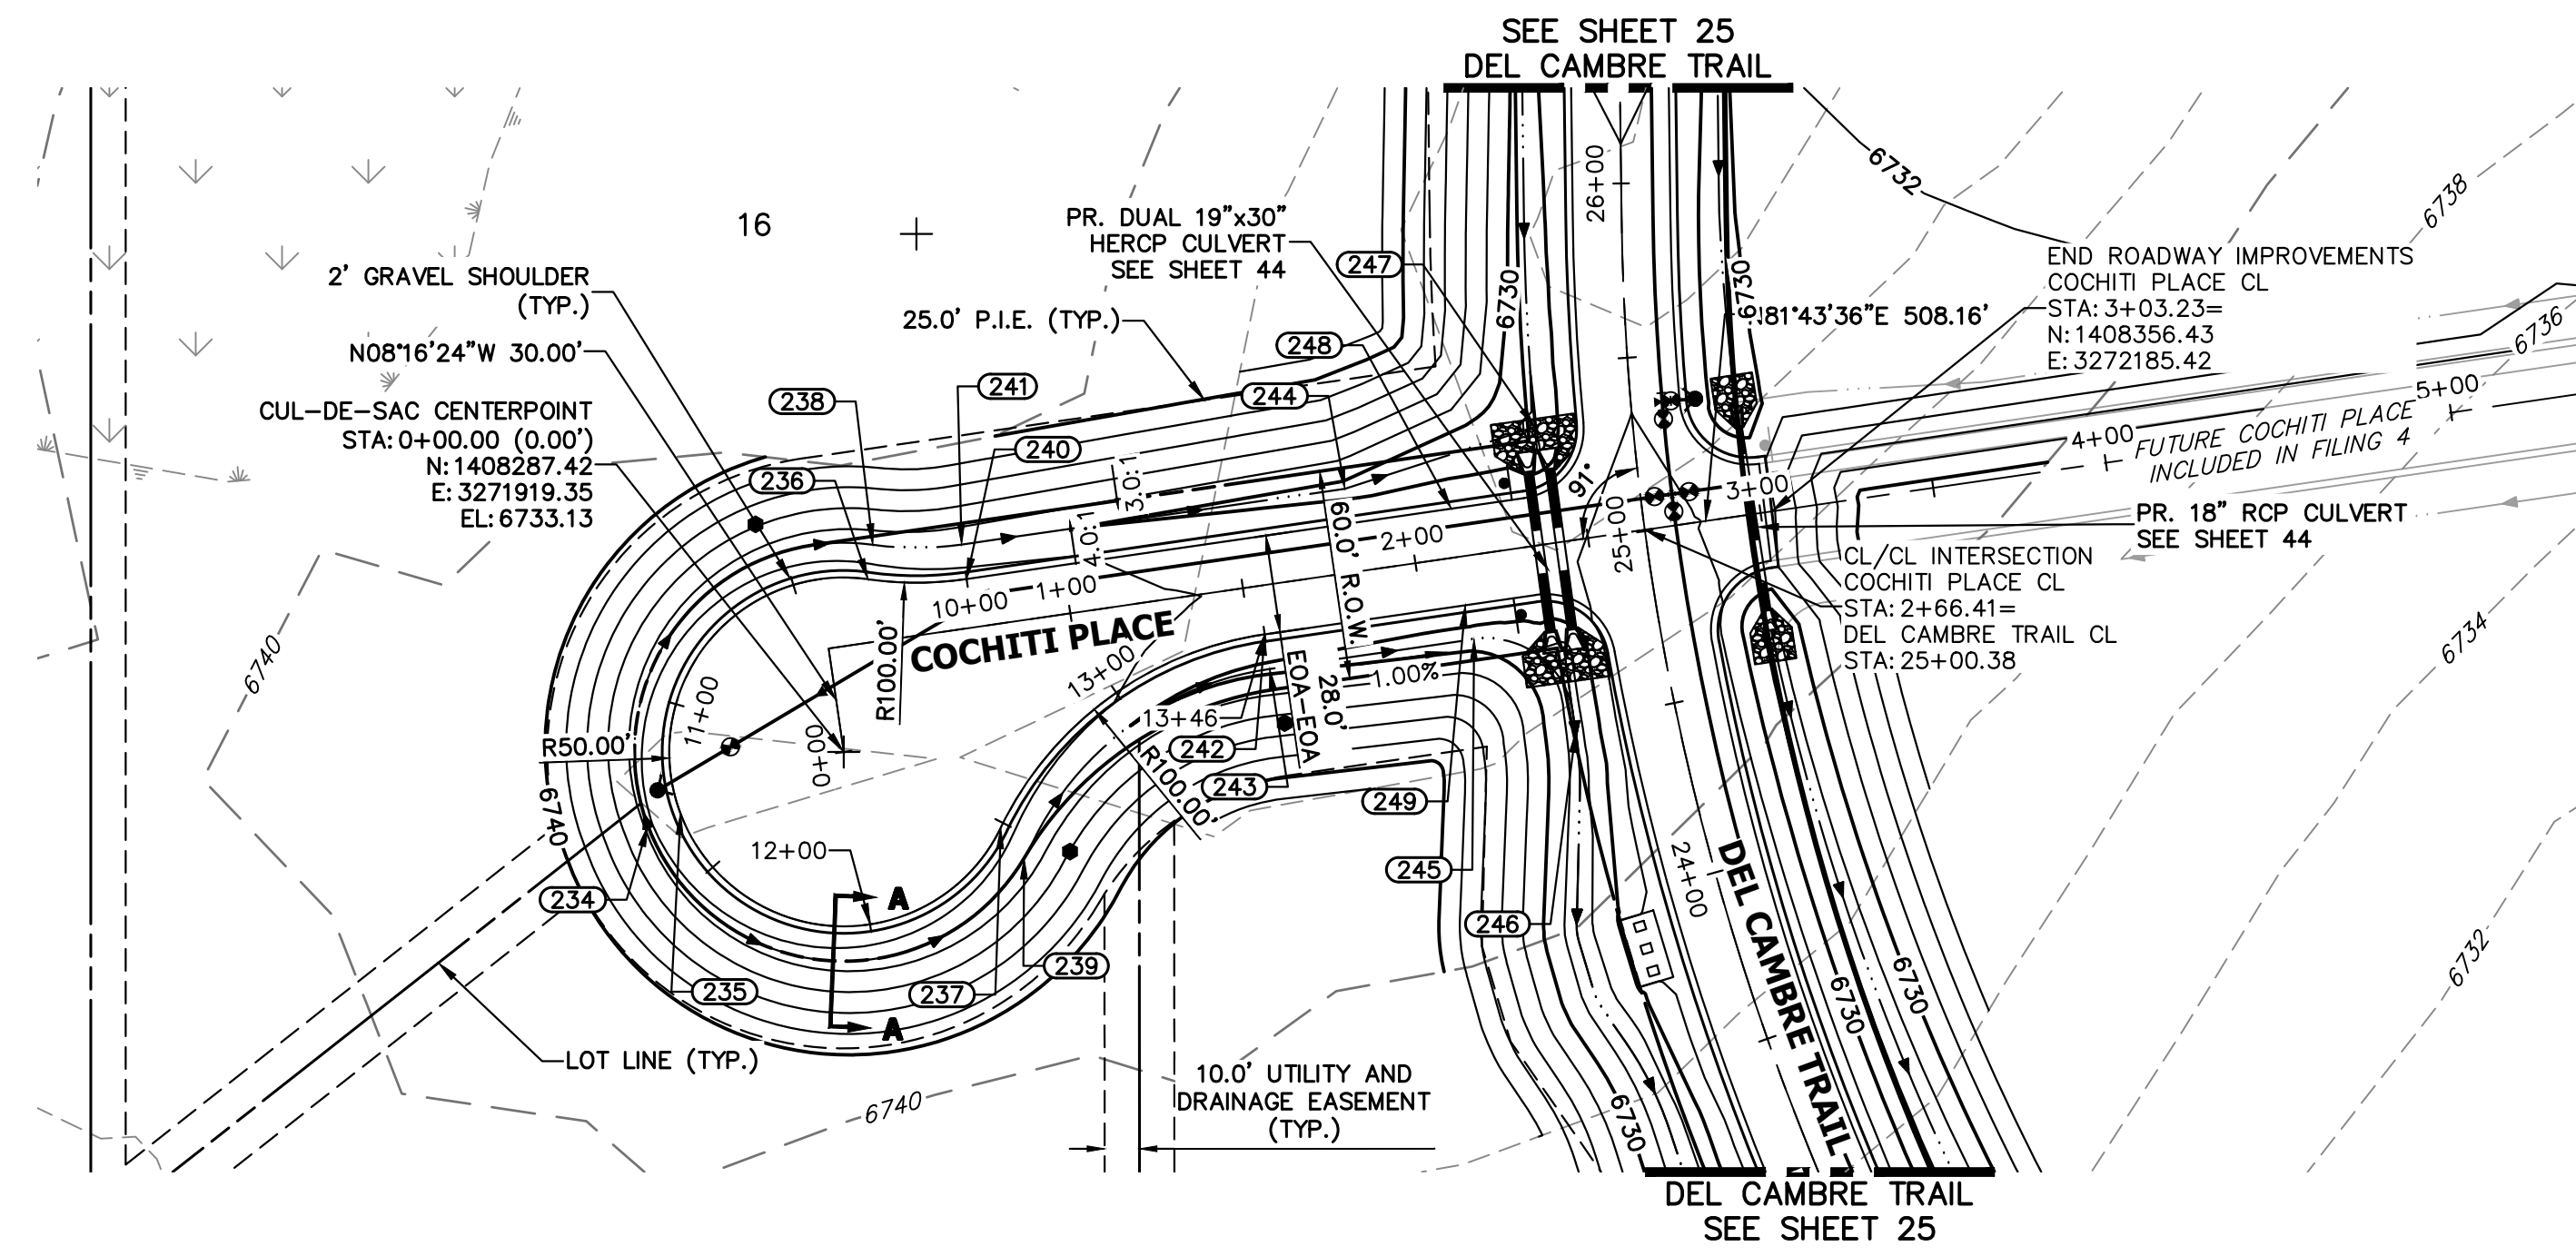 SEE SHEET 25
DEL CAMBRE TRAIL
16
PR. DUAL 19"x30"
HERCP CULVERT
SEE SHEET 44
2' GRAVEL SHOULDER
(TYP.)
25.0' P.I.E. (TYP.)
N08°16'24"W 30.00'
CUL-DE-SAC CENTERPOINT
STA: 0+00.00 (0.00')
N: 1408287.42
E: 3271919.35
EL: 6733.13
247
248
244
241
238
240
236
6730
26+00
6730
6732
6738
END ROADWAY IMPROVEMENTS
COCHITI PLACE CL
STA: 3+03.23=
N: 1408356.43
E: 3272185.42
N81°43'36"E 508.16'
6736
5+00
4+00
FUTURE COCHITI PLACE
INCLUDED IN FILING 4
PR. 18" RCP CULVERT
SEE SHEET 44
3+00
91°
25+00
CL/CL INTERSECTION
COCHITI PLACE CL
STA: 2+66.41=
DEL CAMBRE TRAIL CL
STA: 25+00.38
3.0:1
4.0:1
60.0' R.O.W.
2+00
1+00
10+00
COCHITI PLACE
R100.00'
13+00
28.0'
EOA-EOA
1.00%
13+46
242
243
R100.00'
249
245
246
11+00
0+00
R50.00'
6740
6740
12+00
234
235
237
239
A
A
LOT LINE (TYP.)
6740
10.0' UTILITY AND
DRAINAGE EASEMENT
(TYP.)
24+00
DEL CAMBRE TRAIL
6730
6730
6730
6734
6732
DEL CAMBRE TRAIL
SEE SHEET 25